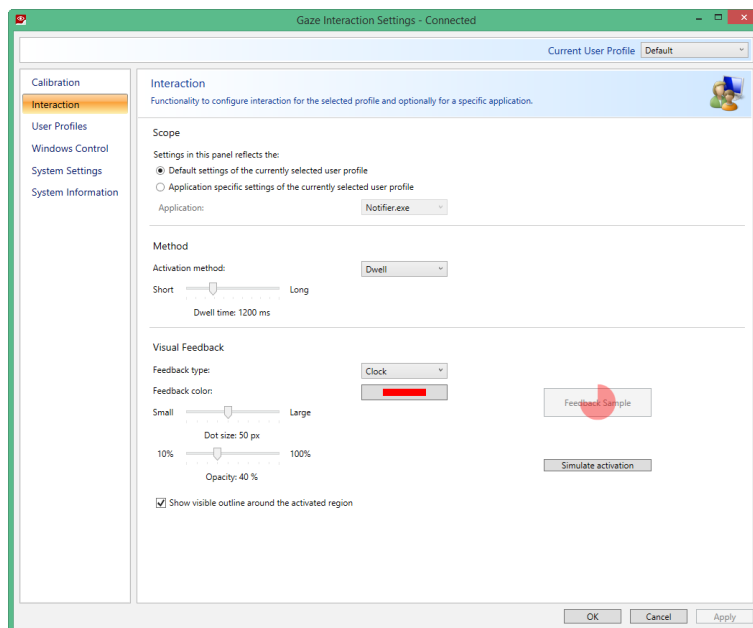 Gaze Interaction Settings - Connected
Current User Profile Default
Calibration
Interaction
User Profiles
Windows Control
System Settings
System Information
Interaction
Functionality to configure interaction for the selected profile and optionally for a specific application.
Scope
Settings in this panel reflects the:
Default settings of the currently selected user profile
Application specific settings of the currently selected user profile
Application: Notifier.exe
Method
Activation method: Dwell
Short Long
Dwell time: 1200 ms
Visual Feedback
Feedback type: Clock
Feedback color:
Small Large
Feedback Sample
Dot size: 50 px
10% 100%
Simulate activation
Opacity: 40 %
Show visible outline around the activated region
OK Cancel Apply